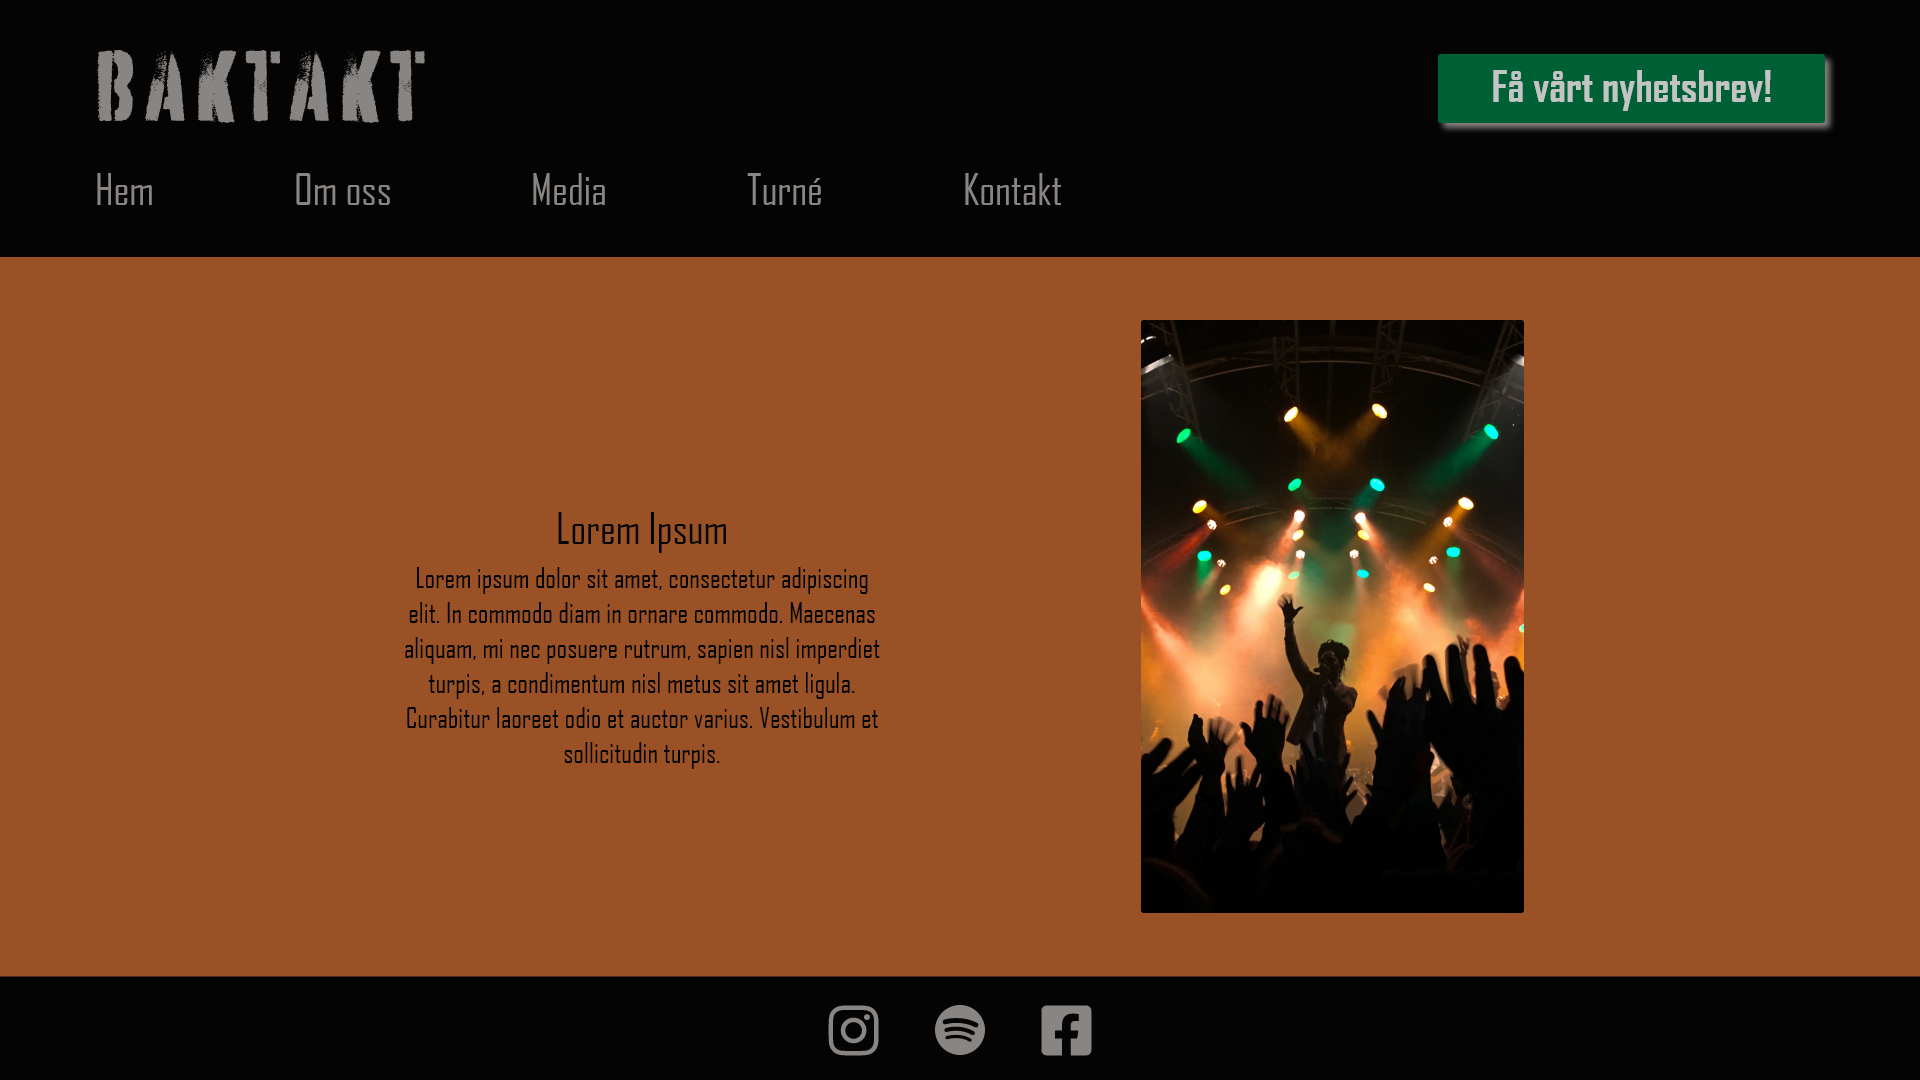 BAKTAKT
Få vårt nyhetsbrev!
Hem Om oss Media Turné Kontakt
Lorem Ipsum
Lorem ipsum dolor sit amet, consectetur adipiscing
elit. In commodo diam in ornare commodo. Maecenas
aliquam, mi nec posuere rutrum, sapien nisl imperdiet
turpis, a condimentum nisl metus sit amet ligula.
Curabitur laoreet odio et auctor varius. Vestibulum et
sollicitudin turpis.